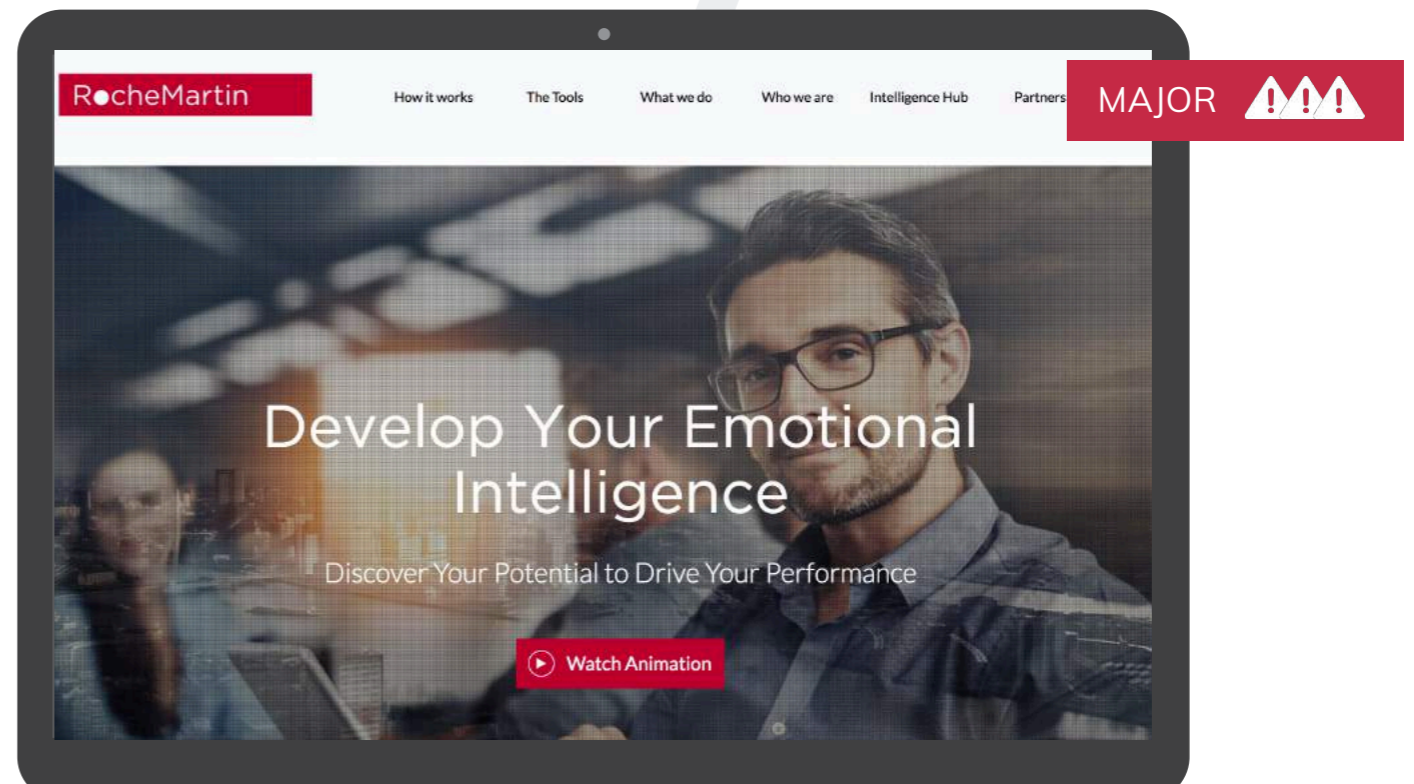 RocheMartin
How it works The Tools What we do Who we are Intelligence Hub Partners
MAJOR
Develop Your Emotional
Intelligence
Discover Your Potential to Drive Your Performance
Watch Animation